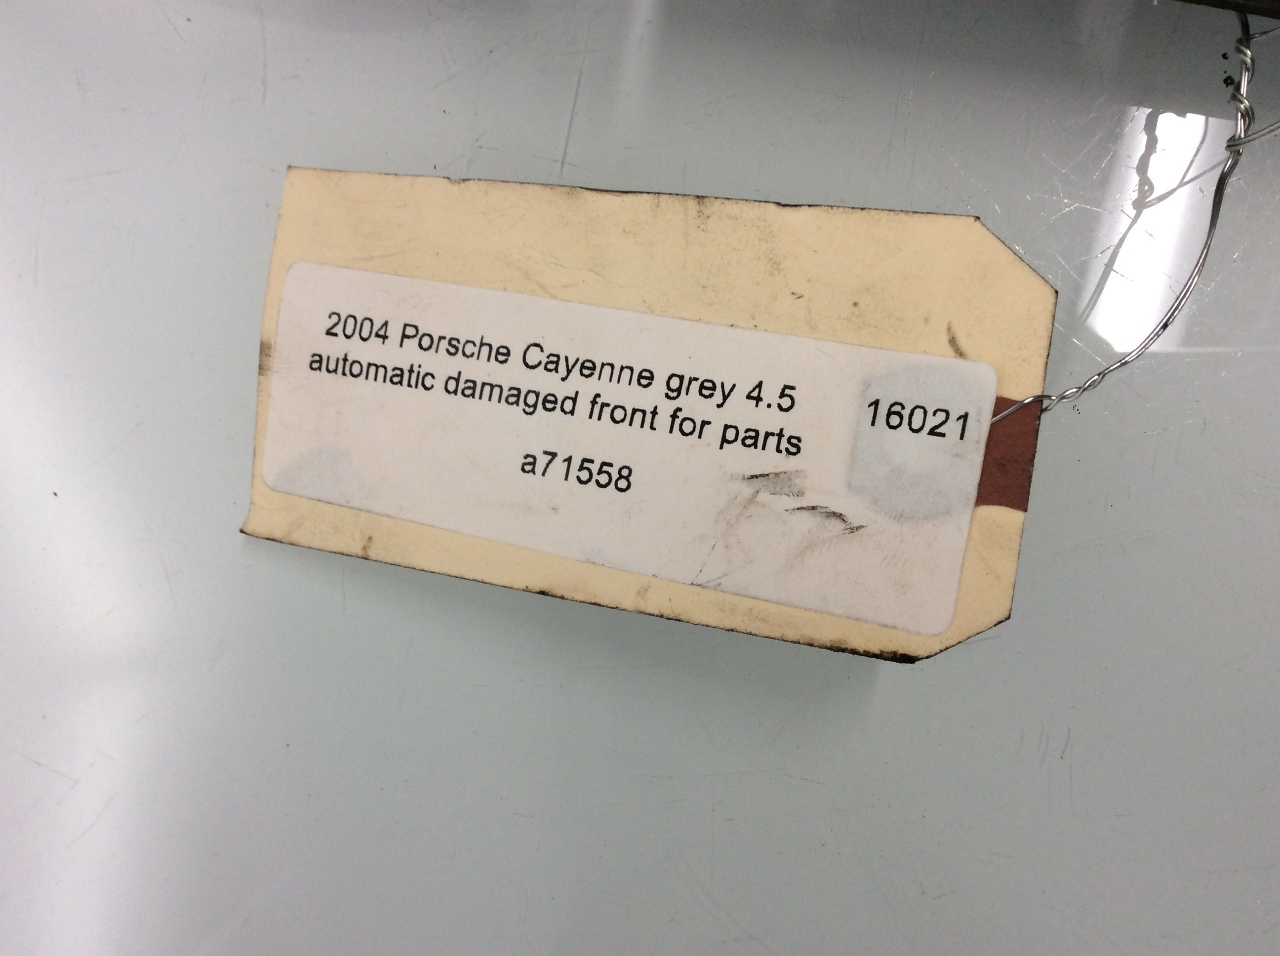 2004 Porsche Cayenne grey 4.5
automatic damaged front for parts
16021
a71558